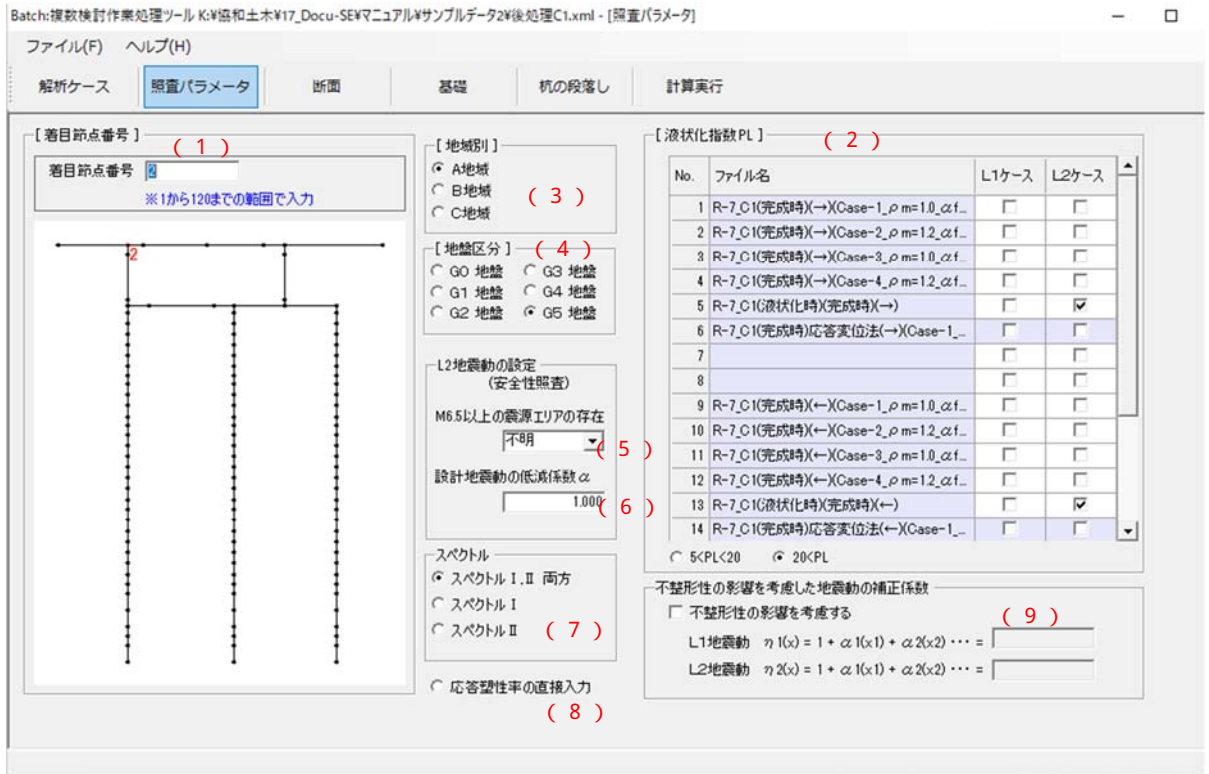 Batch:複数検討作業処理ツール K:¥協和土木¥17_Docu-SE¥マニュアル¥サンプルデータ2¥後処理C1.xml - [照査パラメータ]
ファイル(F) ヘルプ(H)
解析ケース 照査パラメータ 断面 基礎 杭の段落し 計算実行
[ 着目節点番号 ]
( 1 )
着目節点番号 2
※1から120までの範囲で入力
2
[ 地域別 ]
A地域
B地域
C地域
( 3 )
[ 地盤区分 ]
( 4 )
G0 地盤 G3 地盤
G1 地盤 G4 地盤
G2 地盤 G5 地盤
L2地震動の設定
(安全性照査)
M6.5以上の震源エリアの存在
不明
( 5 )
設計地震動の低減係数α
1.000
( 6 )
スペクトル
スペクトルⅠ,Ⅱ 両方
スペクトルⅠ
スペクトルⅡ
( 7 )
応答塑性率の直接入力
( 8 )
[ 液状化指数PL ]
( 2 )
No. ファイル名 L1ケース L2ケース
1 R-7_C1(完成時)(→)(Case-1_ρm=1.0_αf...
2 R-7_C1(完成時)(→)(Case-2_ρm=1.2_αf...
3 R-7_C1(完成時)(→)(Case-3_ρm=1.0_αf...
4 R-7_C1(完成時)(→)(Case-4_ρm=1.2_αf...
5 R-7_C1(液状化時)(完成時)(→)
6 R-7_C1(完成時)応答変位法(→)(Case-1_...
7
8
9 R-7_C1(完成時)(←)(Case-1_ρm=1.0_αf...
10 R-7_C1(完成時)(←)(Case-2_ρm=1.2_αf...
11 R-7_C1(完成時)(←)(Case-3_ρm=1.0_αf...
12 R-7_C1(完成時)(←)(Case-4_ρm=1.2_αf...
13 R-7_C1(液状化時)(完成時)(←)
14 R-7_C1(完成時)応答変位法(←)(Case-1_...
5<PL<20 20<PL
不整形性の影響を考慮した地震動の補正係数
不整形性の影響を考慮する
( 9 )
L1地震動 η1(x) = 1 + α1(x1) + α2(x2) ··· =
L2地震動 η2(x) = 1 + α1(x1) + α2(x2) ··· =